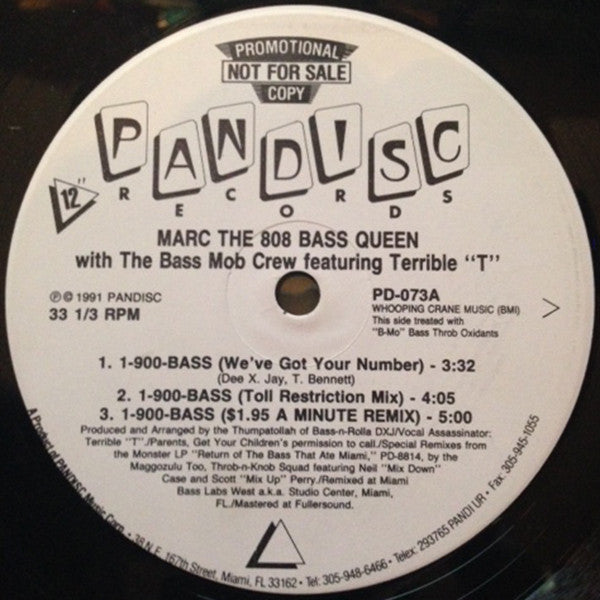 PROMOTIONAL
NOT FOR SALE
COPY
PANDISC
12"
RECORDS
MARC THE 808 BASS QUEEN
with The Bass Mob Crew featuring Terrible "T"
℗© 1991 PANDISC
33 1/3 RPM
PD-073A
WHOOPING CRANE MUSIC (BMI)
This side treated with
"B-Mo" Bass Throb Oxidants
1. 1-900-BASS (We've Got Your Number) - 3:32
(Dee X. Jay, T. Bennett)
2. 1-900-BASS (Toll Restriction Mix) - 4:05
3. 1-900-BASS ($1.95 A MINUTE REMIX) - 5:00
Produced and Arranged by the Thumpatollah of Bass-n-Rolla DXJ/Vocal Assassinator:
Terrible "T"./Parents, Get Your Children's permission to call./Special Remixes from
the Monster LP "Return of The Bass That Ate Miami," PD-8814, by the
Maggozulu Too, Throb-n-Knob Squad featuring Neil "Mix Down"
Case and Scott "Mix Up" Perry./Remixed at Miami
Bass Labs West a.k.a. Studio Center, Miami,
FL./Mastered at Fullersound.
A Product of PANDISC Music Corp. • 38 N.E. 167th Street, Miami, FL 33162 • Tel: 305-948-6466 • Telex: 293765 PANDI UR • Fax: 305-945-1055